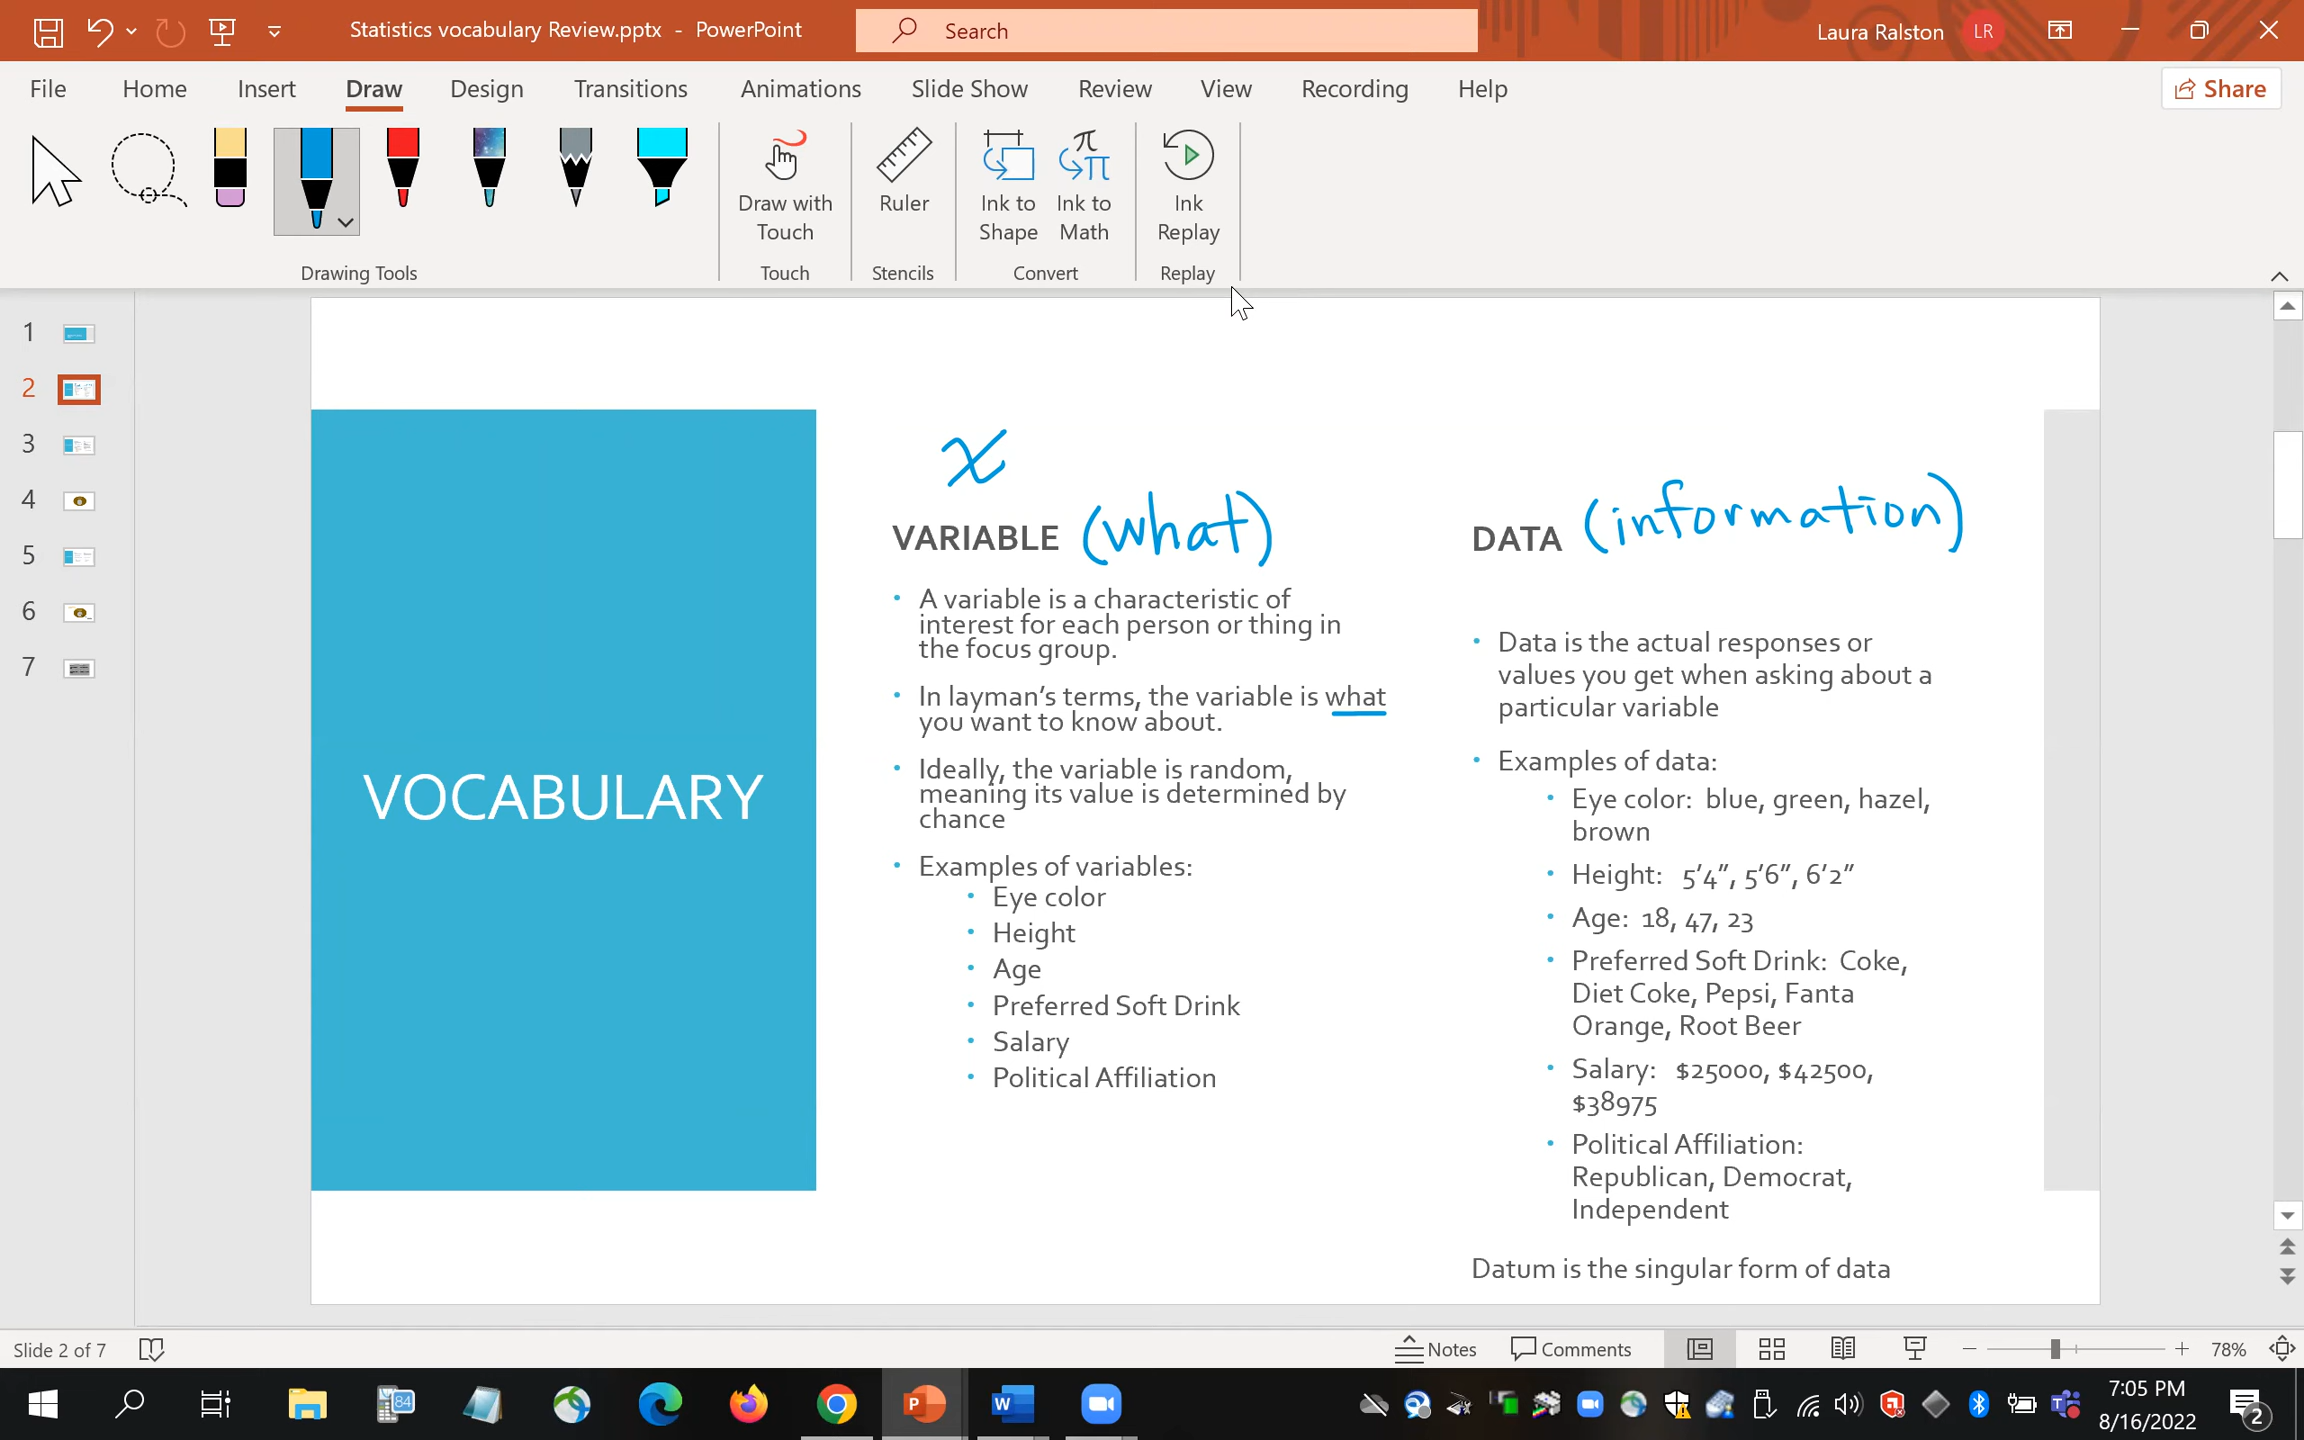 Statistics vocabulary Review.pptx - PowerPoint
Search
Laura Ralston LR
File Home Insert Draw Design Transitions Animations Slide Show Review View Recording Help Share
Draw with Touch
Ruler
Ink to Shape
Ink to Math
Ink Replay
Drawing Tools Touch Stencils Convert Replay
1
2
3
4
5
6
7
VOCABULARY
x
VARIABLE (what)
• A variable is a characteristic of
interest for each person or thing in
the focus group.
• In layman's terms, the variable is what
you want to know about.
• Ideally, the variable is random,
meaning its value is determined by
chance
• Examples of variables:
• Eye color
• Height
• Age
• Preferred Soft Drink
• Salary
• Political Affiliation
DATA (information)
• Data is the actual responses or
values you get when asking about a
particular variable
• Examples of data:
• Eye color: blue, green, hazel,
brown
• Height: 5'4", 5'6", 6'2"
• Age: 18, 47, 23
• Preferred Soft Drink: Coke,
Diet Coke, Pepsi, Fanta
Orange, Root Beer
• Salary: $25000, $42500,
$38975
• Political Affiliation:
Republican, Democrat,
Independent
Datum is the singular form of data
Slide 2 of 7 Notes Comments 78%
84
7:05 PM
8/16/2022
2